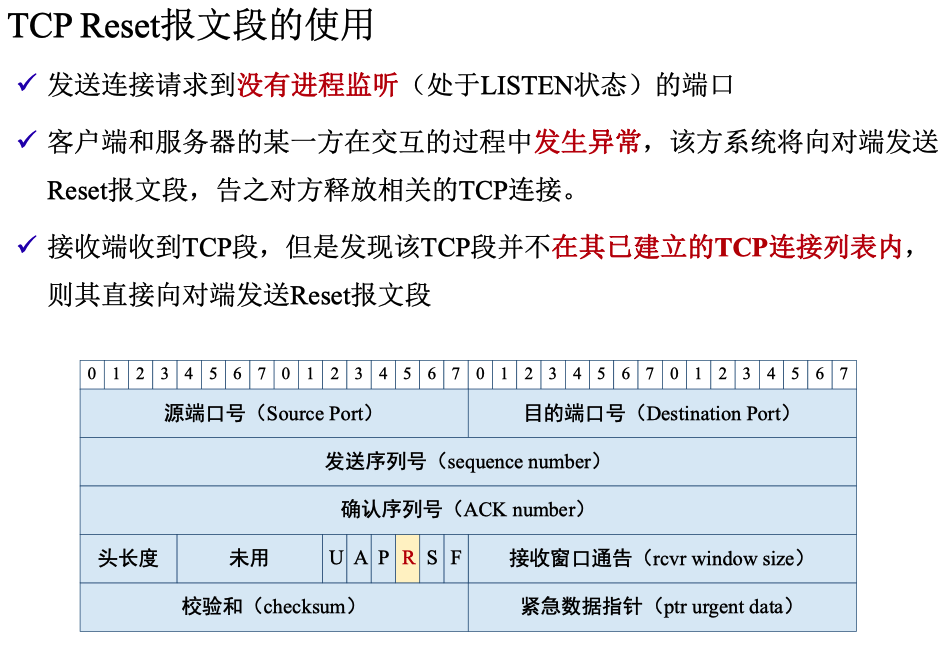 TCP Reset报文段的使用
✓ 发送连接请求到没有进程监听（处于LISTEN状态）的端口
✓ 客户端和服务器的某一方在交互的过程中发生异常，该方系统将向对端发送
Reset报文段，告之对方释放相关的TCP连接。
✓ 接收端收到TCP段，但是发现该TCP段并不在其已建立的TCP连接列表内，
则其直接向对端发送Reset报文段
0 1 2 3 4 5 6 7 0 1 2 3 4 5 6 7 0 1 2 3 4 5 6 7 0 1 2 3 4 5 6 7
源端口号（Source Port） 目的端口号（Destination Port）
发送序列号（sequence number）
确认序列号（ACK number）
头长度 未用 U A P R S F 接收窗口通告（rcvr window size）
校验和（checksum） 紧急数据指针（ptr urgent data）